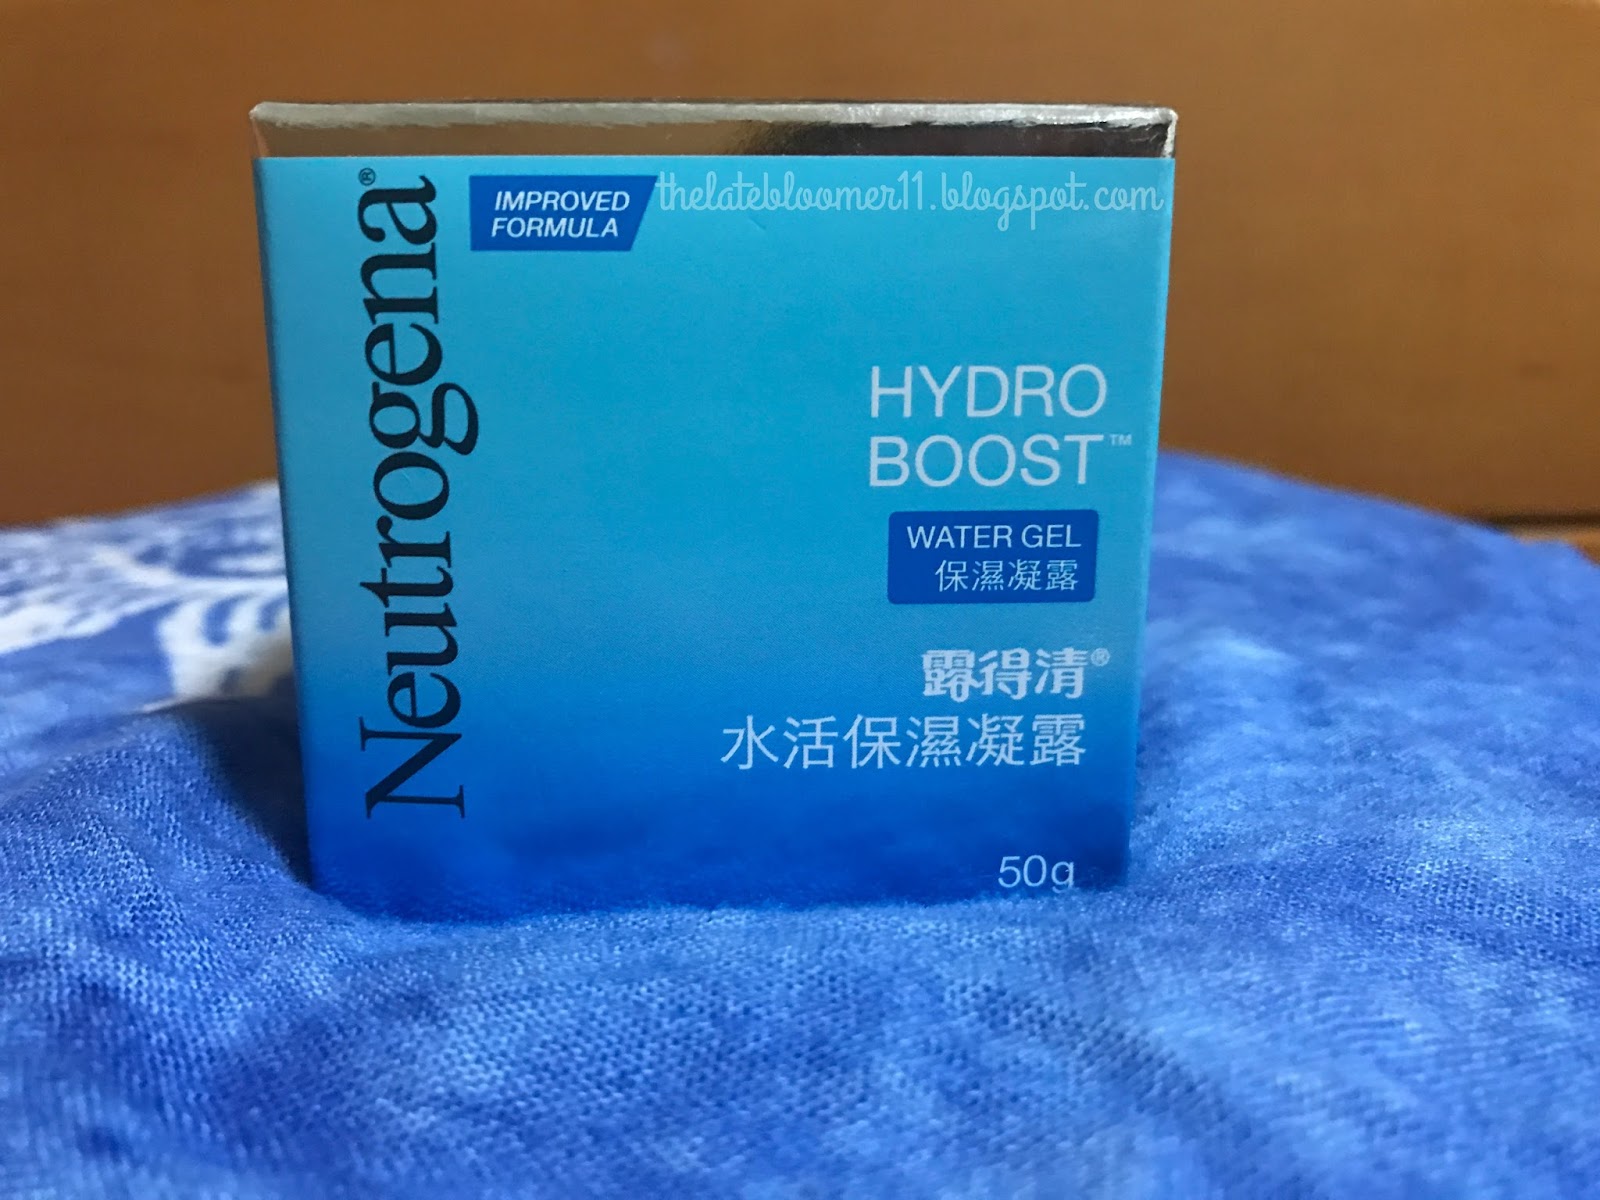 Neutrogena®
IMPROVED
FORMULA
thelatebloomer11.blogspot.com
HYDRO
BOOST™
WATER GEL
保濕凝露
露得清®
水活保濕凝露
50g